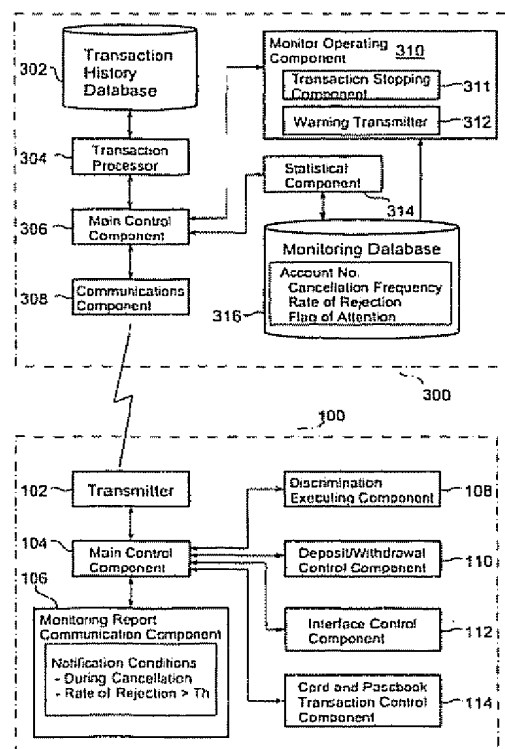 302
Transaction
History
Database
304
Transaction
Processor
306
Main Control
Component
308
Communications
Component
Monitor Operating
Component
310
Transaction Stopping
Component
311
Warning Transmitter
312
Statistical
Component
314
Monitoring Database
Account No.
Cancellation Frequency
Rate of Rejection
Flag of Attention
316
300
100
102
Transmitter
104
Main Control
Component
106
Monitoring Report
Communication Component
Notification Conditions
- During Cancellation
- Rate of Rejection > Th
Discrimination
Executing Component
108
Deposit/Withdrawal
Control Component
110
Interface Control
Component
112
Card and Passbook
Transaction Control
Component
114